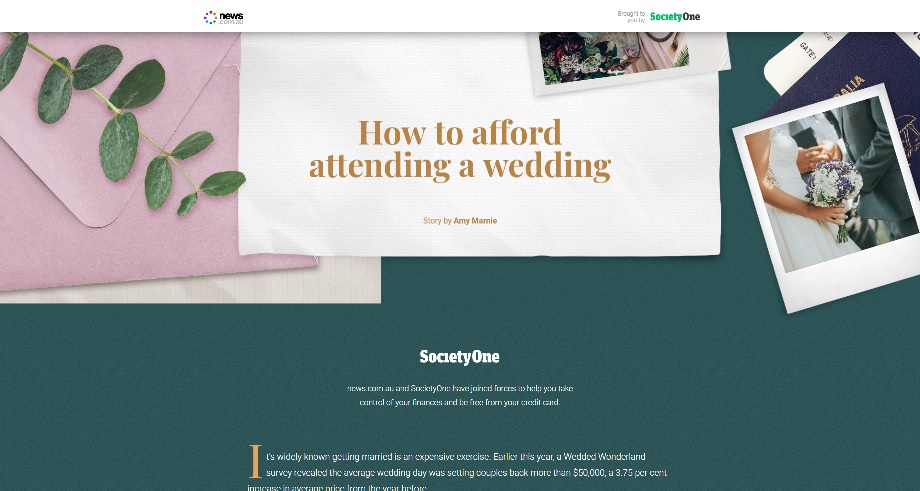 news
.com.au
Brought to
you by
SocietyOne
GATE:
ALIA
How to afford
attending a wedding
Story by Amy Marnie
SocietyOne
news.com.au and SocietyOne have joined forces to help you take
control of your finances and be free from your credit card.
It's widely known getting married is an expensive exercise. Earlier this year, a Wedded Wonderland
survey revealed the average wedding day was setting couples back more than $50,000, a 3.75 per cent
increase in average price from the year before.